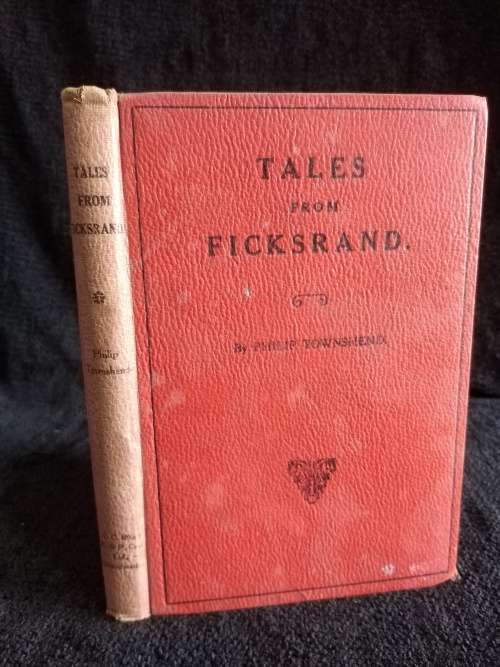 TALES
FROM
FICKSRAND.
By PHILIP TOWNSHEND.
TALES
FROM
FICKSRAND
Philip
Townshend